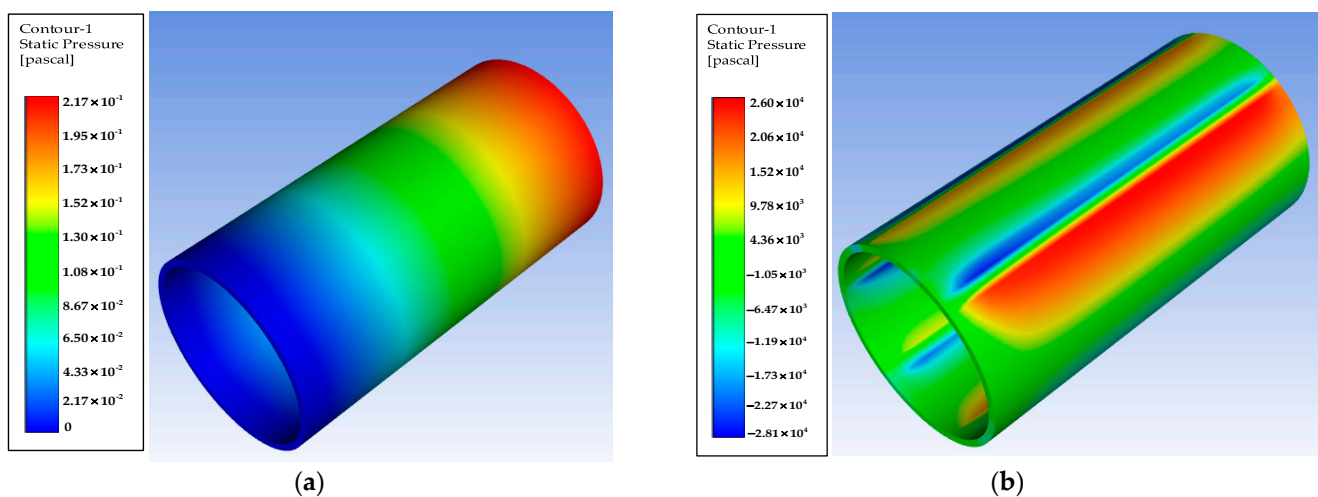 Contour-1
Static Pressure
[pascal]
2.17×10⁻¹
1.95×10⁻¹
1.73×10⁻¹
1.52×10⁻¹
1.30×10⁻¹
1.08×10⁻¹
8.67×10⁻²
6.50×10⁻²
4.33×10⁻²
2.17×10⁻²
0
(a)
Contour-1
Static Pressure
[pascal]
2.60×10⁴
2.06×10⁴
1.52×10⁴
9.78×10³
4.36×10³
−1.05×10³
−6.47×10³
−1.19×10⁴
−1.73×10⁴
−2.27×10⁴
−2.81×10⁴
(b)